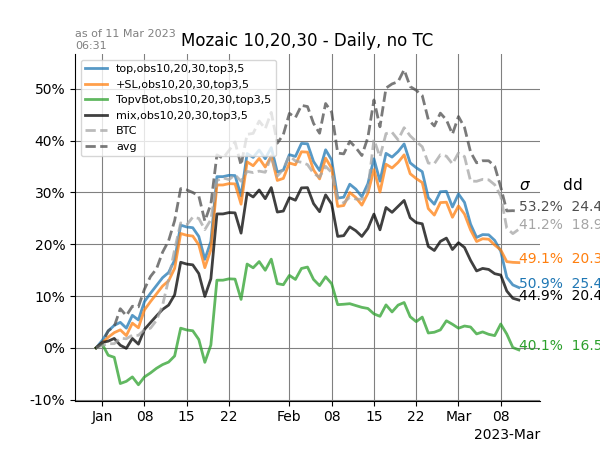 as of 11 Mar 2023
06:31
Mozaic 10,20,30 - Daily, no TC
top,obs10,20,30,top3,5
+SL,obs10,20,30,top3,5
TopvBot,obs10,20,30,top3,5
mix,obs10,20,30,top3,5
BTC
avg
50%
40%
30%
20%
10%
0%
-10%
σ dd
53.2% 24.4
41.2% 18.9
49.1% 20.3
50.9% 25.4
44.9% 20.4
40.1% 16.5
Jan 08 15 22 Feb 08 15 22 Mar 08
2023-Mar